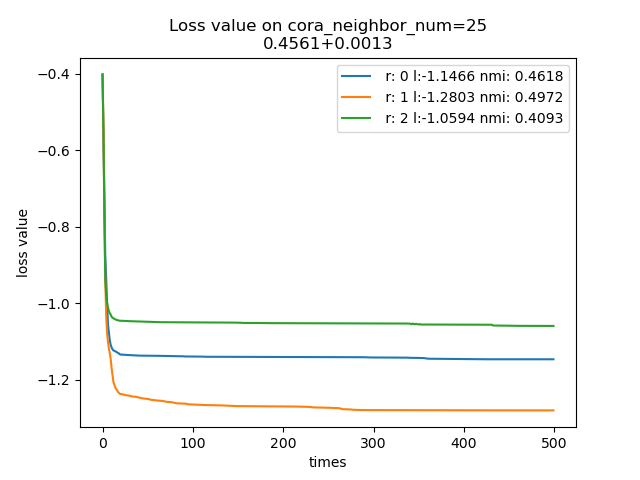 Loss value on cora_neighbor_num=25
0.4561+0.0013
r: 0 l:-1.1466 nmi: 0.4618
r: 1 l:-1.2803 nmi: 0.4972
r: 2 l:-1.0594 nmi: 0.4093
loss value
−0.4
−0.6
−0.8
−1.0
−1.2
0 100 200 300 400 500
times